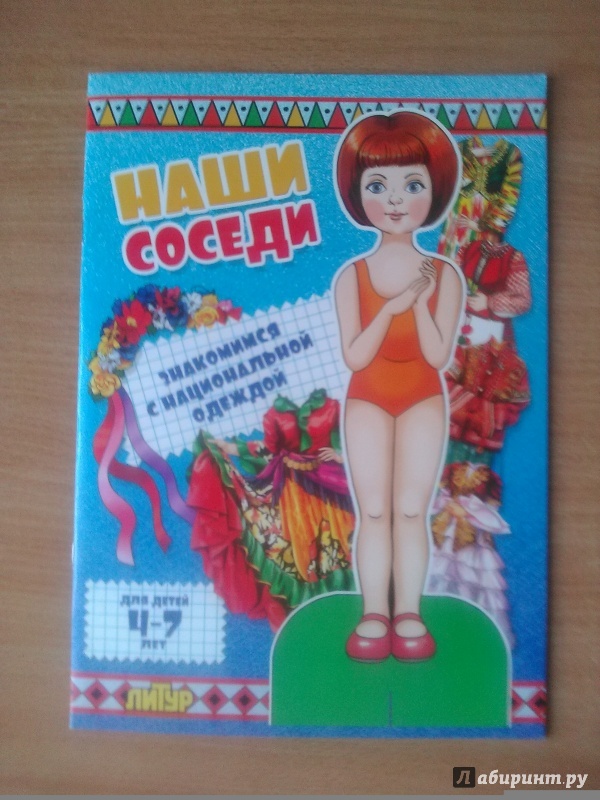 НАШИ
СОСЕДИ
ЗНАКОМИМСЯ
С НАЦИОНАЛЬНОЙ
ОДЕЖДОЙ
ДЛЯ ДЕТЕЙ
4-7
ЛЕТ
ЛИТУР
Лабиринт.ру